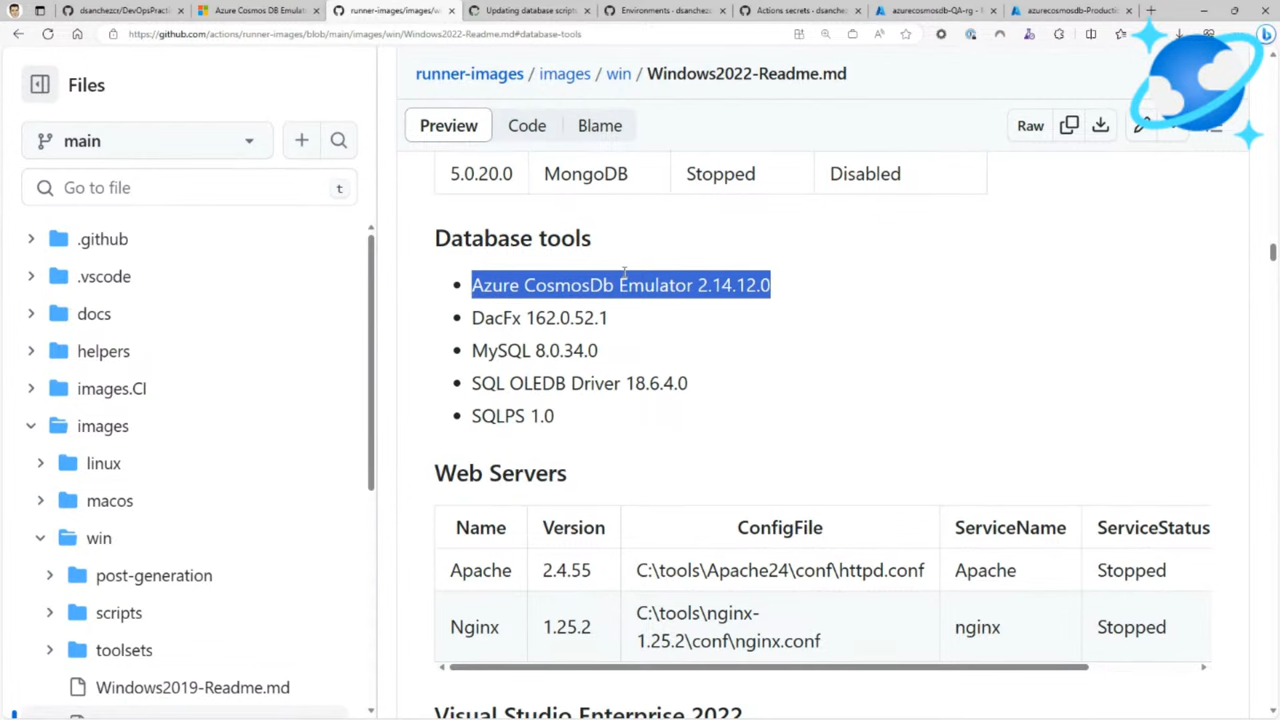 dsanchezcr/DevOpsPracti
Azure Cosmos DB Emulat
runner-images/images/w
Updating database scripts
Environments - dsanchez
Actions secrets - dsanche
azurecosmosdb-QA-rg - M
azurecosmosdb-Productio
https://github.com/actions/runner-images/blob/main/images/win/Windows2022-Readme.md#database-tools
Files
main
Go to file
t
.github
.vscode
docs
helpers
images.CI
images
linux
macos
win
post-generation
scripts
toolsets
Windows2019-Readme.md
runner-images / images / win / Windows2022-Readme.md
Preview
Code
Blame
Raw
5.0.20.0 MongoDB Stopped Disabled
Database tools
Azure CosmosDb Emulator 2.14.12.0
DacFx 162.0.52.1
MySQL 8.0.34.0
SQL OLEDB Driver 18.6.4.0
SQLPS 1.0
Web Servers
Name Version ConfigFile ServiceName ServiceStatus
Apache 2.4.55 C:\tools\Apache24\conf\httpd.conf Apache Stopped
Nginx 1.25.2 C:\tools\nginx-
1.25.2\conf\nginx.conf nginx Stopped
Visual Studio Enterprise 2022